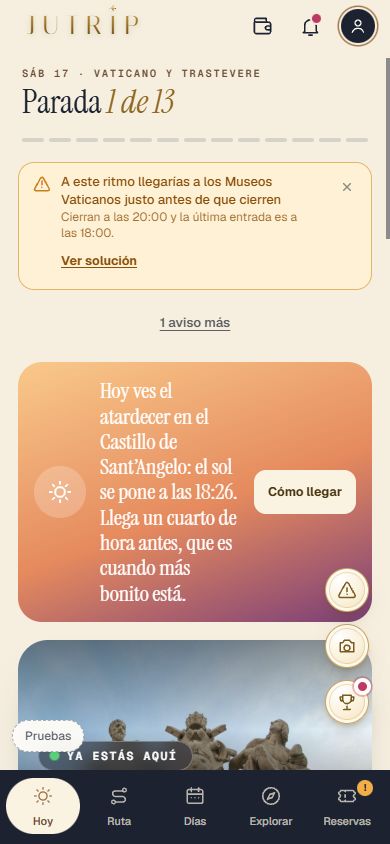 JUTRIP
SÁB 17 · VATICANO Y TRASTEVERE
Parada 1 de 13
A este ritmo llegarías a los Museos
Vaticanos justo antes de que cierren
Cierran a las 20:00 y la última entrada es a
las 18:00.
Ver solución
1 aviso más
Hoy ves el
atardecer en el
Castillo de
Sant’Angelo: el sol
se pone a las 18:26.
Llega un cuarto de
hora antes, que es
cuando más
bonito está.
Cómo llegar
Pruebas
YA ESTÁS AQUÍ
Hoy
Ruta
Días
Explorar
!
Reservas